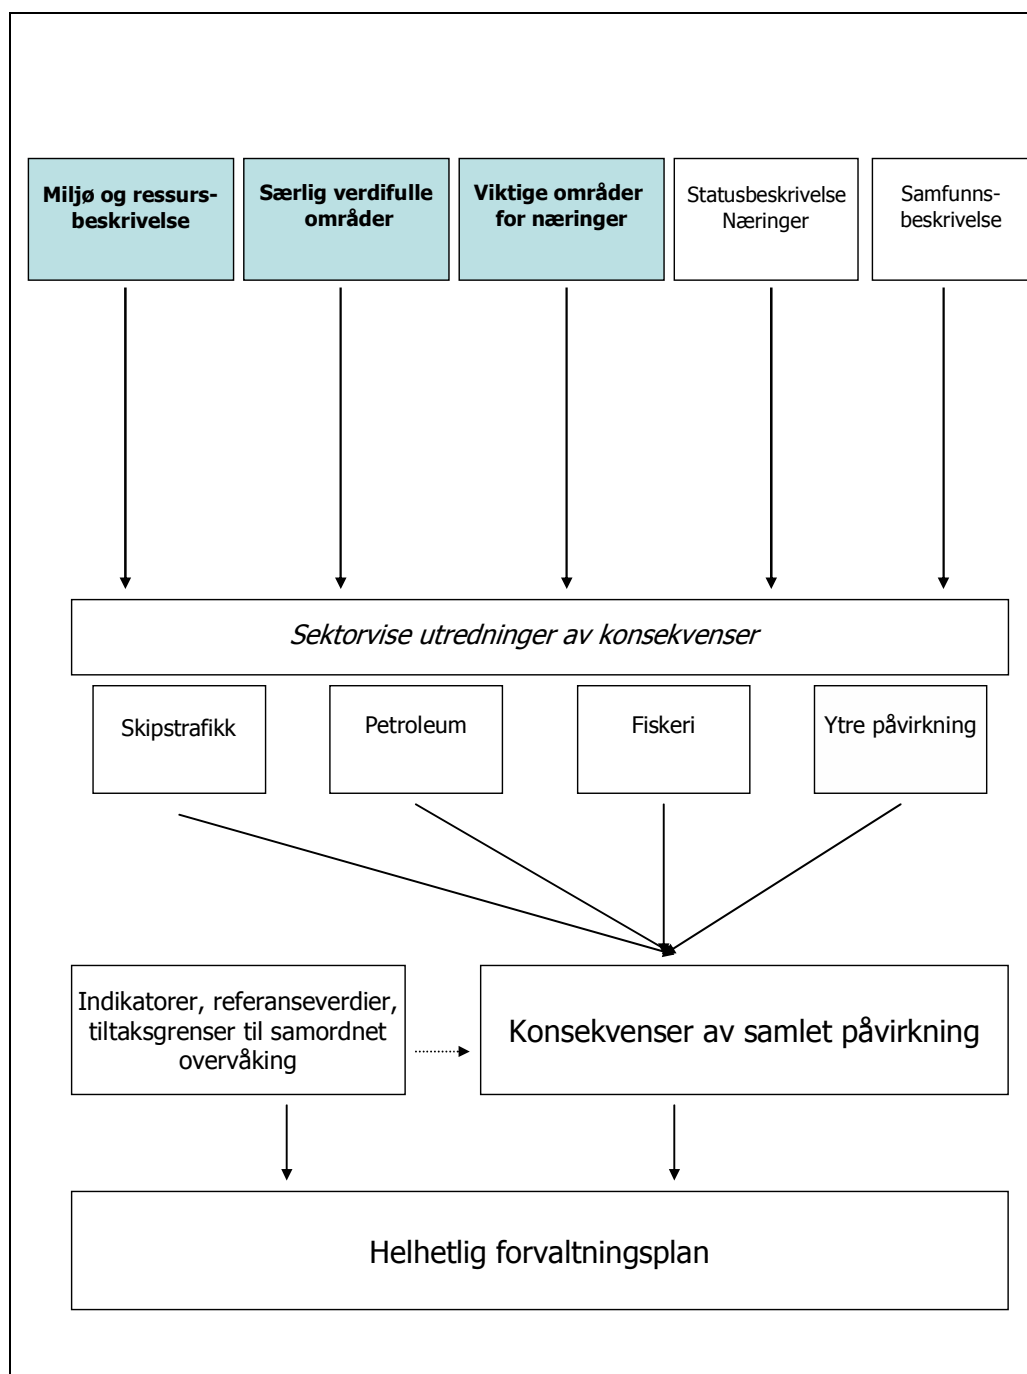 Miljø og ressurs-
beskrivelse
Særlig verdifulle
områder
Viktige områder
for næringer
Statusbeskrivelse
Næringer
Samfunns-
beskrivelse
Sektorvise utredninger av konsekvenser
Skipstrafikk
Petroleum
Fiskeri
Ytre påvirkning
Indikatorer, referanseverdier,
tiltaksgrenser til samordnet
overvåking
Konsekvenser av samlet påvirkning
Helhetlig forvaltningsplan